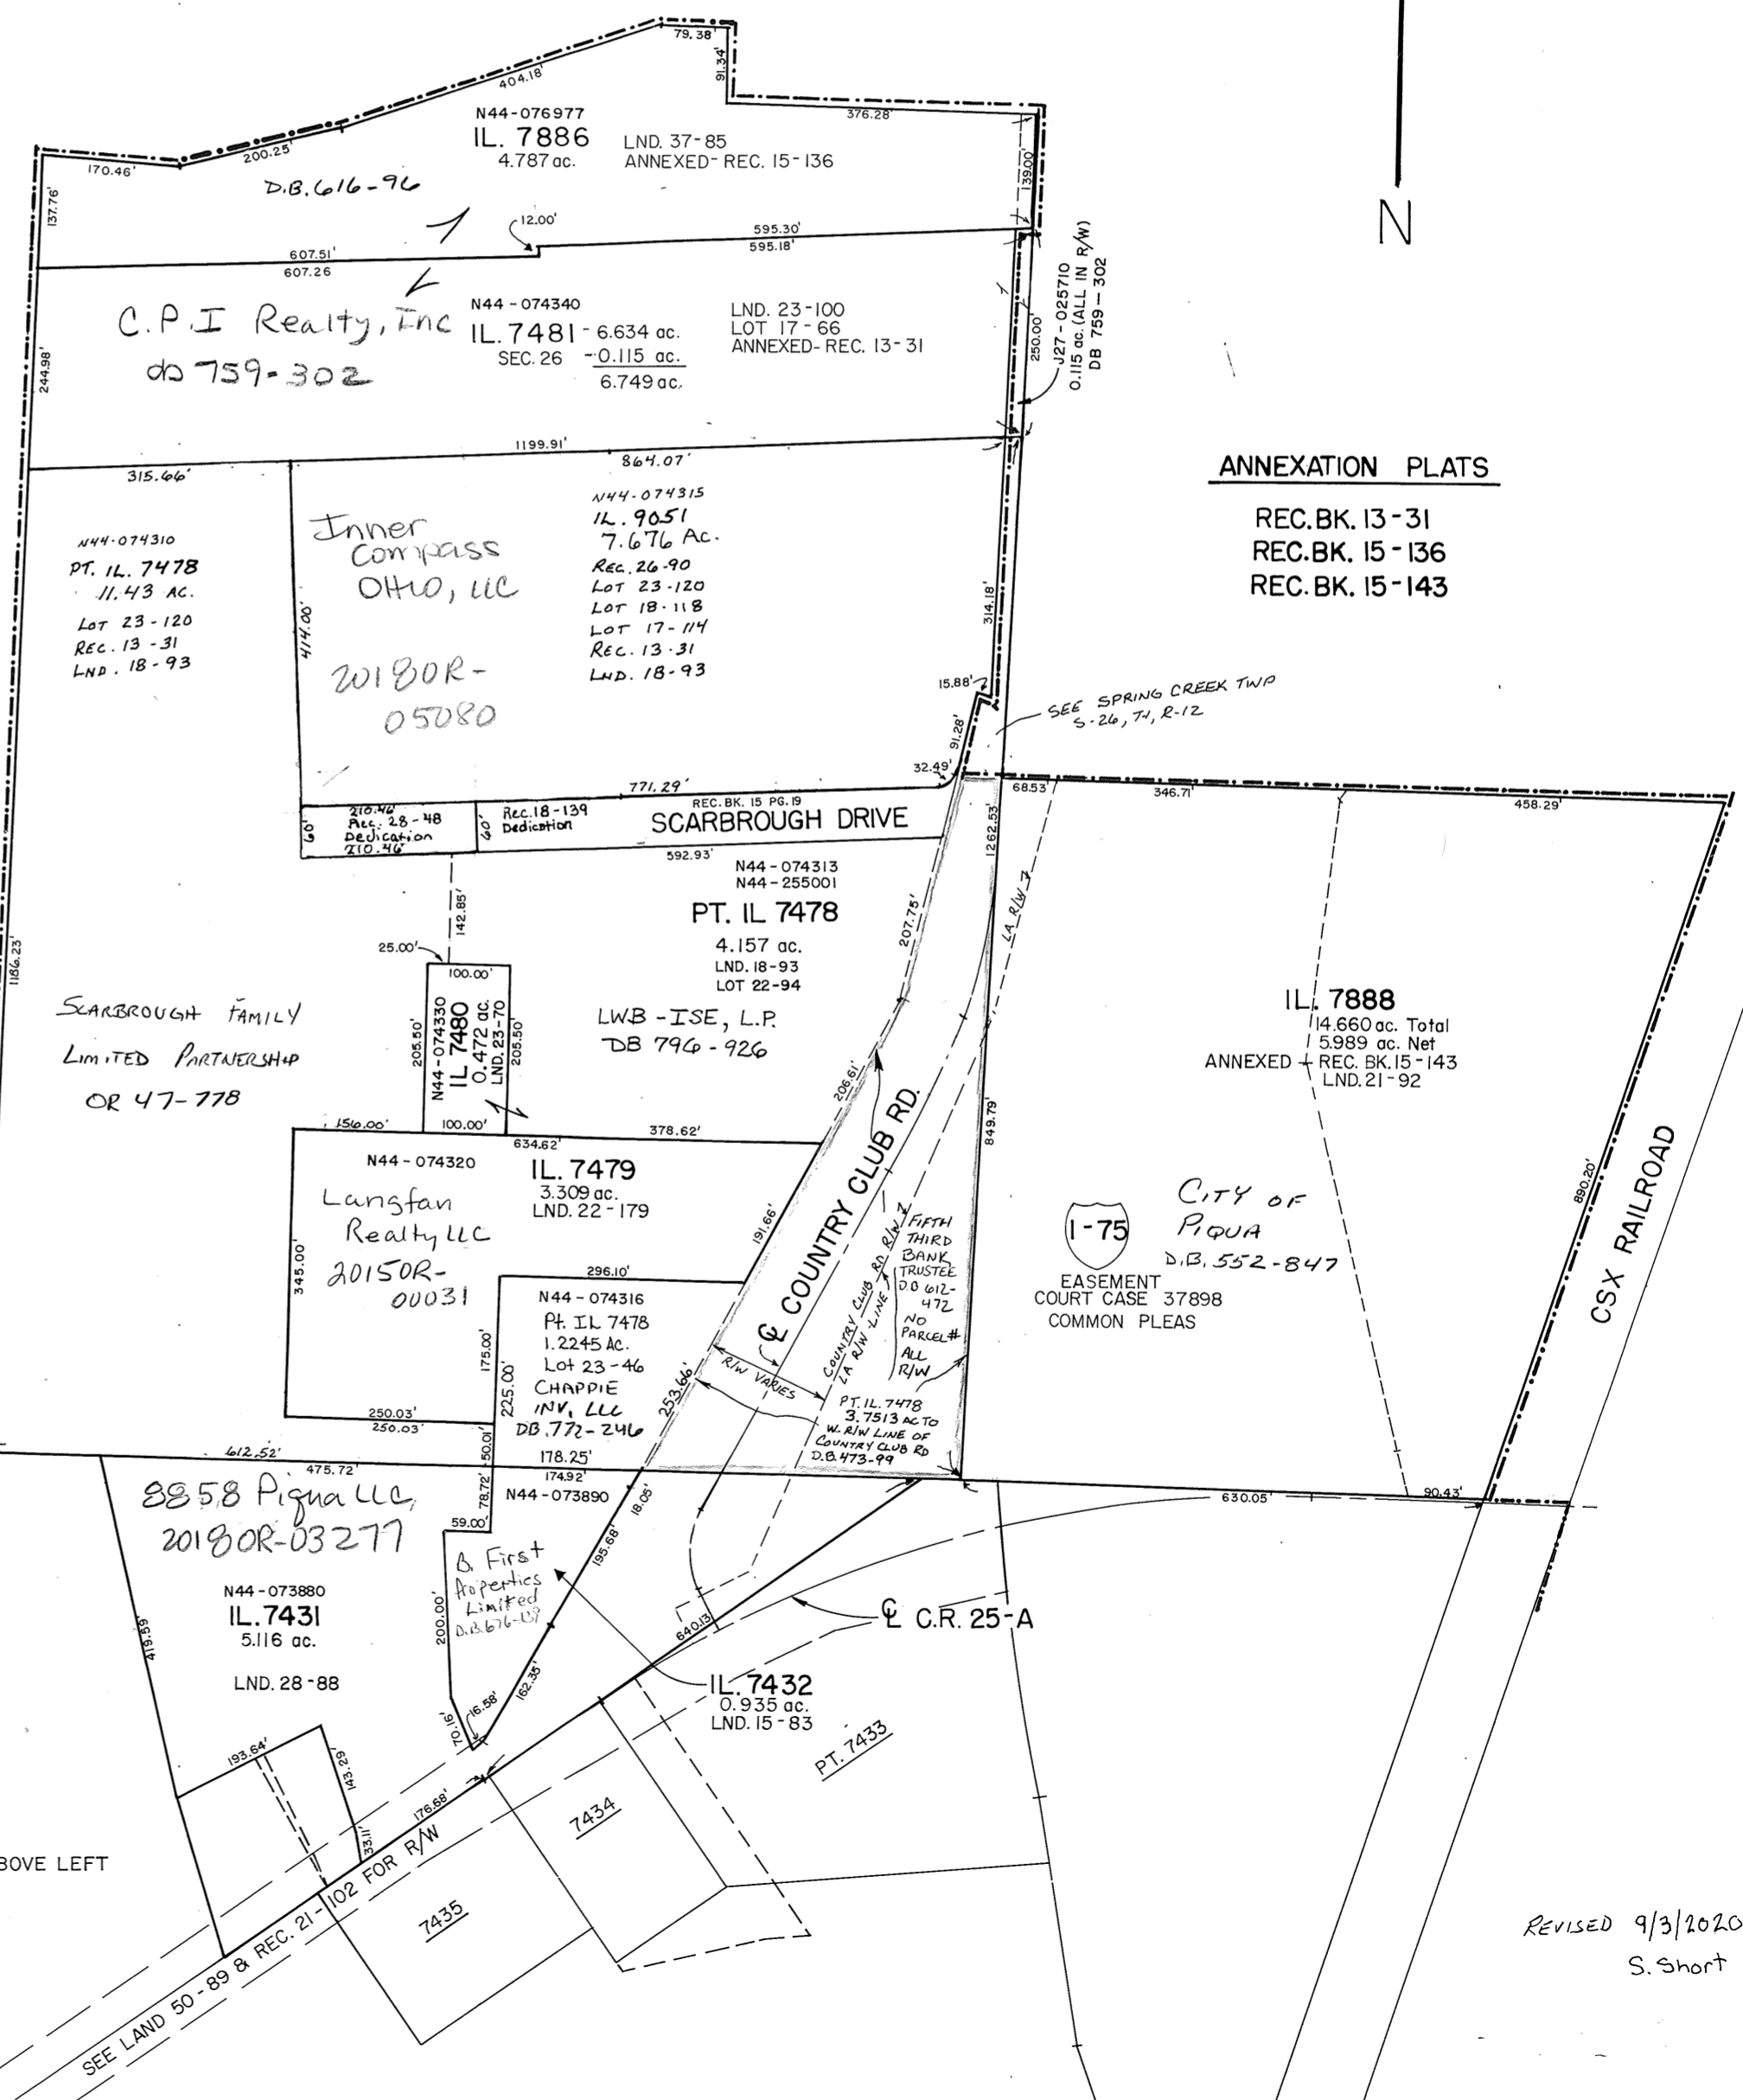 79.38'
91.34'
404.18'
N44-076977
IL. 7886
4.787 ac.
LND. 37-85
ANNEXED-REC. 15-136
376.28'
139.00'
200.25'
170.46'
137.76'
D.B. 616-96
12.00'
595.30'
595.18'
607.51'
607.26
N
J27-025710
0.115 ac. (ALL IN R/W)
DB 759-302
250.00'
C.P.I Realty, Inc
db 759-302
N44-074340
IL. 7481 - 6.634 ac.
SEC. 26 - 0.115 ac.
6.749 ac.
LND. 23-100
LOT 17-66
ANNEXED-REC. 13-31
244.98'
1199.91'
864.07'
315.66'
ANNEXATION PLATS
REC.BK. 13-31
REC.BK. 15-136
REC.BK. 15-143
N44-074310
PT. IL. 7478
11.43 AC.
LOT 23-120
REC. 13-31
LND. 18-93
Inner
Compass
OHIO, LLC
20180R-
05080
N44-074315
IL. 9051
7.676 Ac.
REC. 26-90
LOT 23-120
LOT 18-118
LOT 17-114
REC. 13-31
LND. 18-93
414.00'
314.18'
15.88'
91.28'
32.49'
SEE SPRING CREEK TWP
S-26, T-1, R-12
771.29'
60'
210.46'
Rec. 28-48
Dedication
210.46'
60'
Rec. 18-139
Dedication
REC. BK. 15 PG. 19
SCARBROUGH DRIVE
592.93'
68.53'
346.71'
458.29'
1262.53'
LA R/W
N44-074313
N44-255001
PT. IL 7478
4.157 ac.
LND. 18-93
LOT 22-94
LWB-ISE, L.P.
DB 796-926
207.75'
206.61'
142.85'
25.00'
100.00'
205.50'
N44-074330
IL 7480
0.472 ac.
LND. 23-70
205.50'
100.00'
1186.23'
SCARBROUGH FAMILY
LIMITED PARTNERSHIP
OR 47-778
IL. 7888
14.660 ac. Total
5.989 ac. Net
ANNEXED - REC. BK. 15-143
LND. 21-92
849.79'
890.20'
CSX RAILROAD
CITY OF
PIQUA
D.B. 552-847
I-75
EASEMENT
COURT CASE 37898
COMMON PLEAS
156.00'
634.62'
378.62'
N44-074320
IL. 7479
3.309 ac.
LND. 22-179
Langfan
Realty LLC
20150R-
00031
345.00'
191.66'
℄ COUNTRY CLUB RD.
COUNTRY CLUB RD R/W
LA R/W LINE
R/W VARIES
FIFTH
THIRD
BANK
TRUSTEE
D.B 612-
472
NO
PARCEL#
ALL
R/W
PT. IL. 7478
3.7513 AC TO
W. R/W LINE OF
COUNTRY CLUB RD
D.B. 473-99
296.10'
N44-074316
Pt. IL 7478
1.2245 AC.
Lot 23-46
CHAPPIE
INV, LLC
DB. 772-246
175.00'
225.00'
253.66'
250.03'
250.03'
50.01'
178.25'
174.92'
612.52'
475.72'
78.72'
N44-073890
18.05'
59.00'
630.05'
90.43'
8858 Piqua LLC,
20180R-03277
N44-073880
IL. 7431
5.116 ac.
LND. 28-88
419.59'
B. First
Properties
Limited
195.68'
200.00'
640.13'
℄ C.R. 25-A
IL. 7432
0.935 ac.
LND. 15-83
162.35'
16.58'
70.16'
PT. 7433
193.64'
143.29'
33.11'
176.68'
7434
7435
BOVE LEFT
SEE LAND 50-89 & REC. 21-102 FOR R/W
REVISED 9/3/2020
S. Short